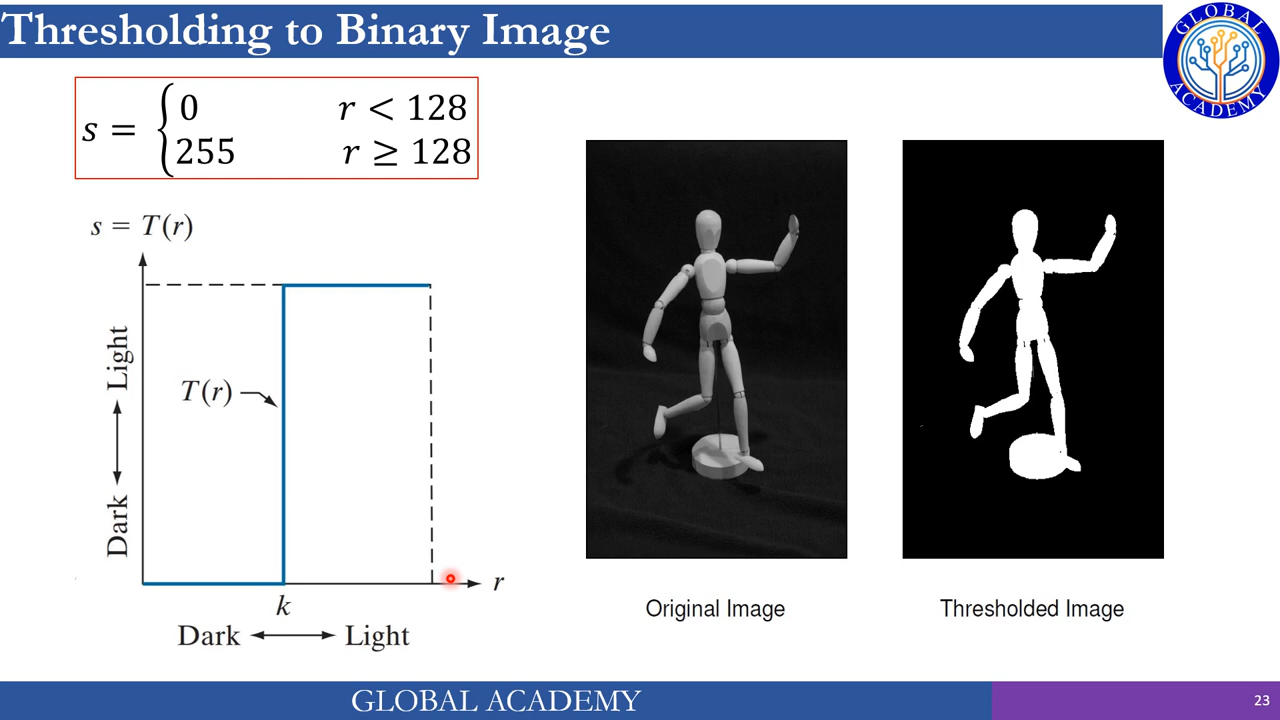 Thresholding to Binary Image
GLOBAL
ACADEMY
s = { 0 r < 128
255 r ≥ 128
s = T(r)
Light
T(r)
Dark
r
k
Dark Light
Original Image
Thresholded Image
GLOBAL ACADEMY
23